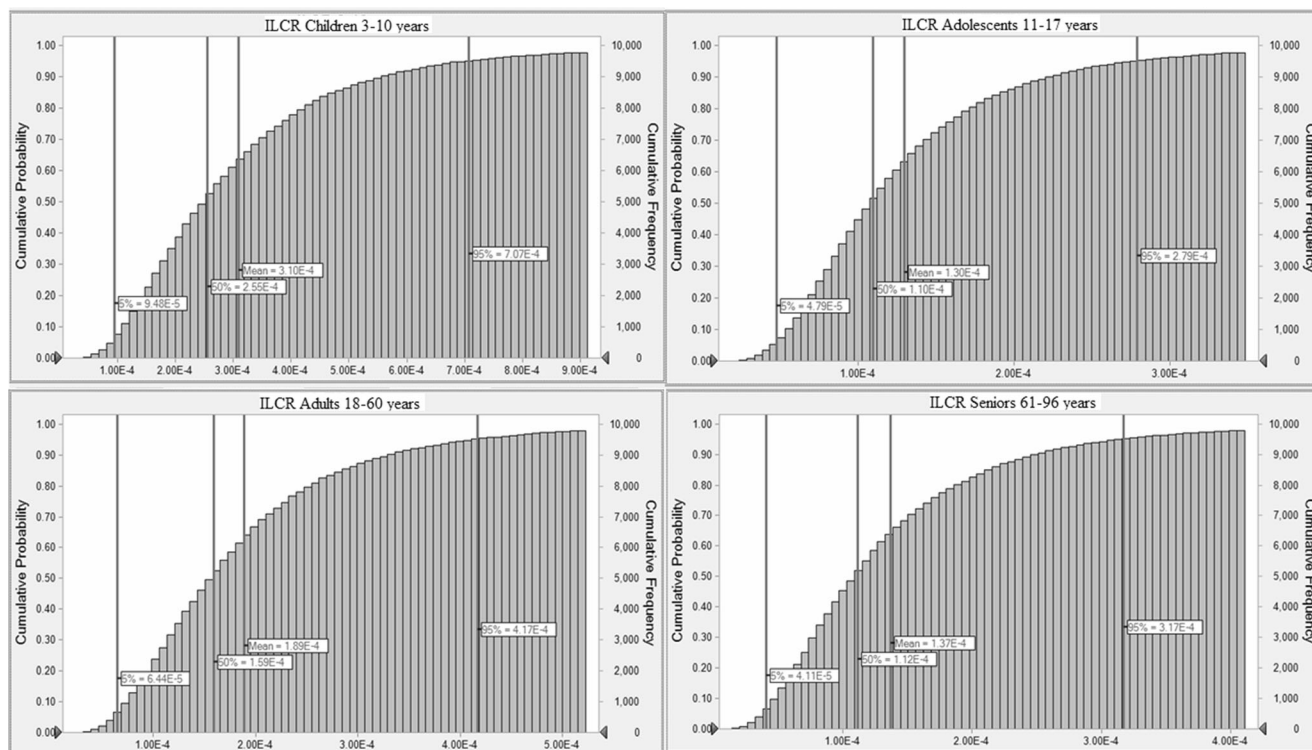 ILCR Children 3-10 years
Cumulative Probability
Cumulative Frequency
1.00
0.90
0.80
0.70
0.60
0.50
0.40
0.30
0.20
0.10
0.00
10,000
9,000
8,000
7,000
6,000
5,000
4,000
3,000
2,000
1,000
0
95% = 7.07E-4
Mean = 3.10E-4
50% = 2.55E-4
5% = 9.48E-5
1.00E-4 2.00E-4 3.00E-4 4.00E-4 5.00E-4 6.00E-4 7.00E-4 8.00E-4 9.00E-4
ILCR Adolescents 11-17 years
Cumulative Probability
Cumulative Frequency
1.00
0.90
0.80
0.70
0.60
0.50
0.40
0.30
0.20
0.10
0.00
10,000
9,000
8,000
7,000
6,000
5,000
4,000
3,000
2,000
1,000
0
95% = 2.79E-4
Mean = 1.30E-4
50% = 1.10E-4
5% = 4.79E-5
1.00E-4 2.00E-4 3.00E-4
ILCR Adults 18-60 years
Cumulative Probability
Cumulative Frequency
1.00
0.90
0.80
0.70
0.60
0.50
0.40
0.30
0.20
0.10
0.00
10,000
9,000
8,000
7,000
6,000
5,000
4,000
3,000
2,000
1,000
0
95% = 4.17E-4
Mean = 1.89E-4
50% = 1.59E-4
5% = 6.44E-5
1.00E-4 2.00E-4 3.00E-4 4.00E-4 5.00E-4
ILCR Seniors 61-96 years
Cumulative Probability
Cumulative Frequency
1.00
0.90
0.80
0.70
0.60
0.50
0.40
0.30
0.20
0.10
0.00
10,000
9,000
8,000
7,000
6,000
5,000
4,000
3,000
2,000
1,000
0
95% = 3.17E-4
Mean = 1.37E-4
50% = 1.12E-4
5% = 4.11E-5
1.00E-4 2.00E-4 3.00E-4 4.00E-4